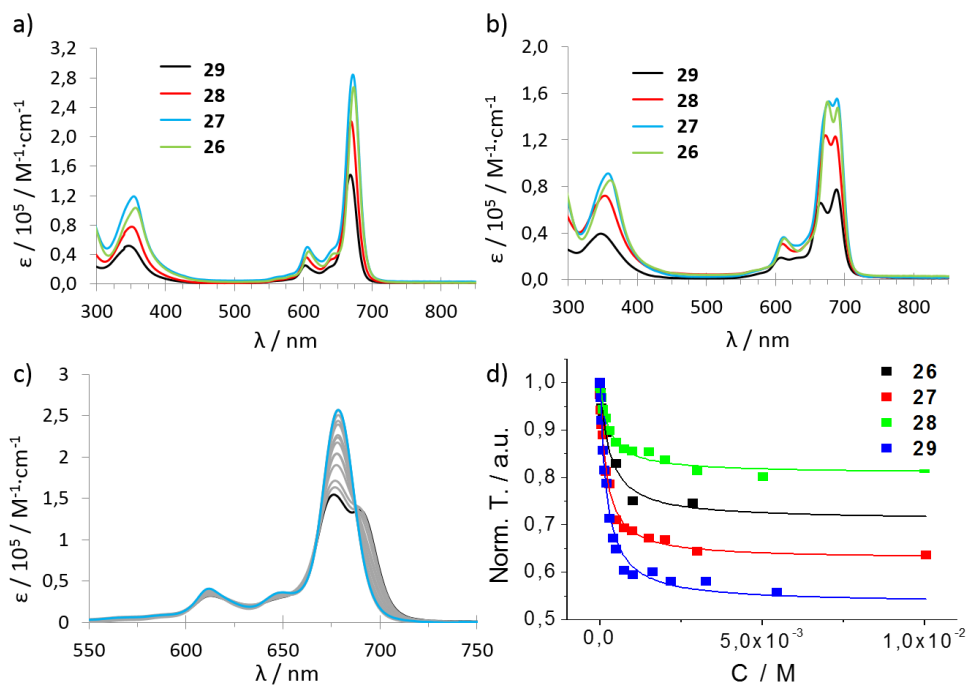 a)
ε / 10⁵ / M⁻¹·cm⁻¹
3,2
2,8
2,4
2,0
1,6
1,2
0,8
0,4
0,0
29
28
27
26
300 400 500 600 700 800
λ / nm
b)
ε / 10⁵ / M⁻¹·cm⁻¹
2,0
1,6
1,2
0,8
0,4
0,0
29
28
27
26
300 400 500 600 700 800
λ / nm
c)
ε / 10⁵ / M⁻¹·cm⁻¹
3
2,5
2
1,5
1
0,5
0
550 600 650 700 750
λ / nm
d)
Norm. T. / a.u.
1,0
0,9
0,8
0,7
0,6
0,5
26
27
28
29
0,0 5,0x10⁻³ 1,0x10⁻²
C / M